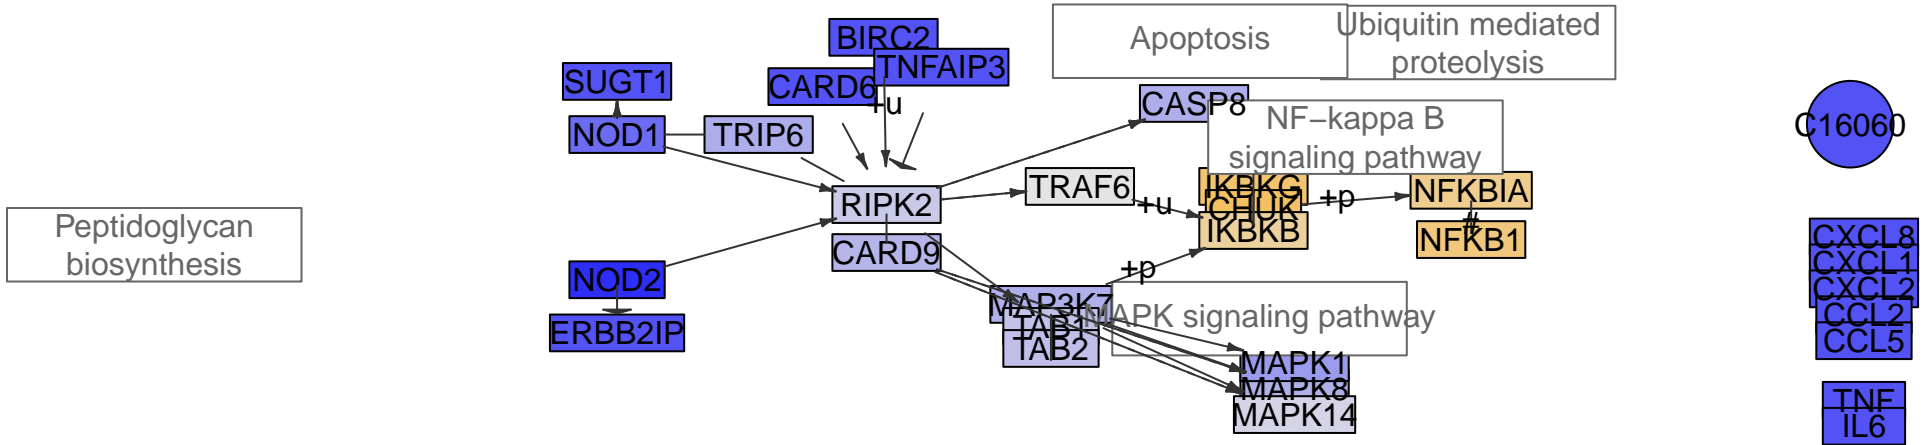 Peptidoglycan
biosynthesis
SUGT1
NOD1
TRIP6
NOD2
ERBB2IP
BIRC2
TNFAIP3
CARD6
+u
RIPK2
CARD9
Apoptosis
Ubiquitin mediated
proteolysis
CASP8
NF−kappa B
signaling pathway
TRAF6
+u
IKBKG
CHUK
IKBKB
+p
NFKBIA
#
NFKB1
+p
MAP3K7
TAB1
TAB2
MAPK signaling pathway
MAPK1
MAPK8
MAPK14
C16060
CXCL8
CXCL1
CXCL2
CCL2
CCL5
TNF
IL6